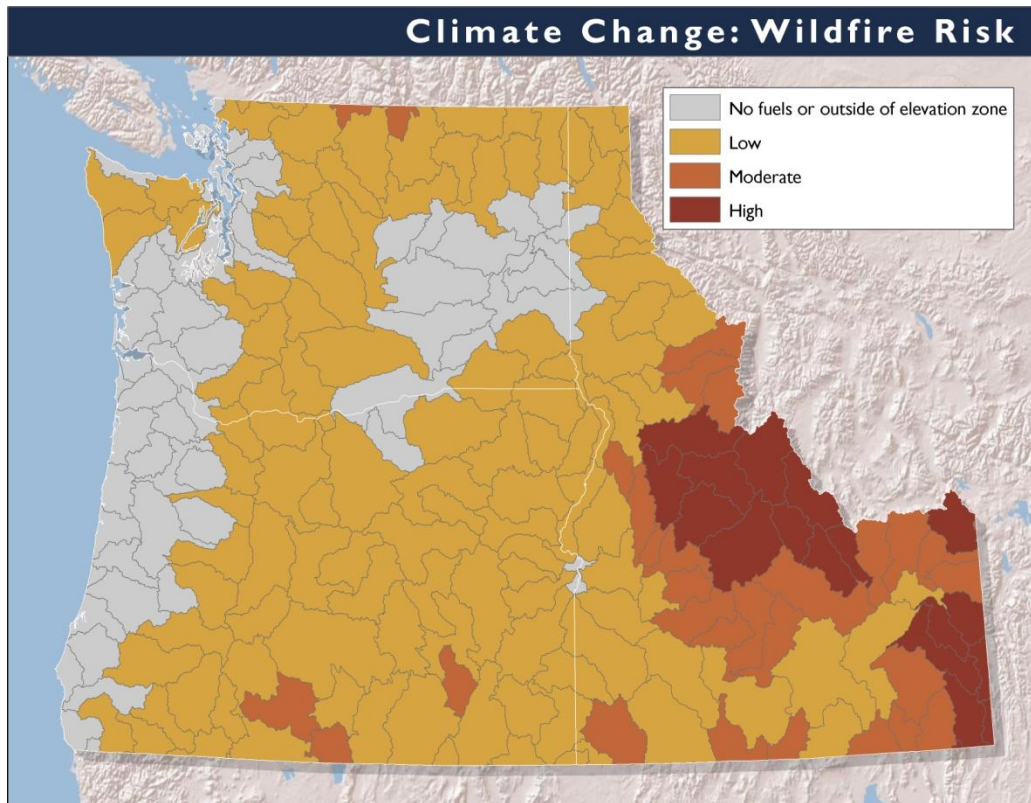 Climate Change: Wildfire Risk
No fuels or outside of elevation zone
Low
Moderate
High